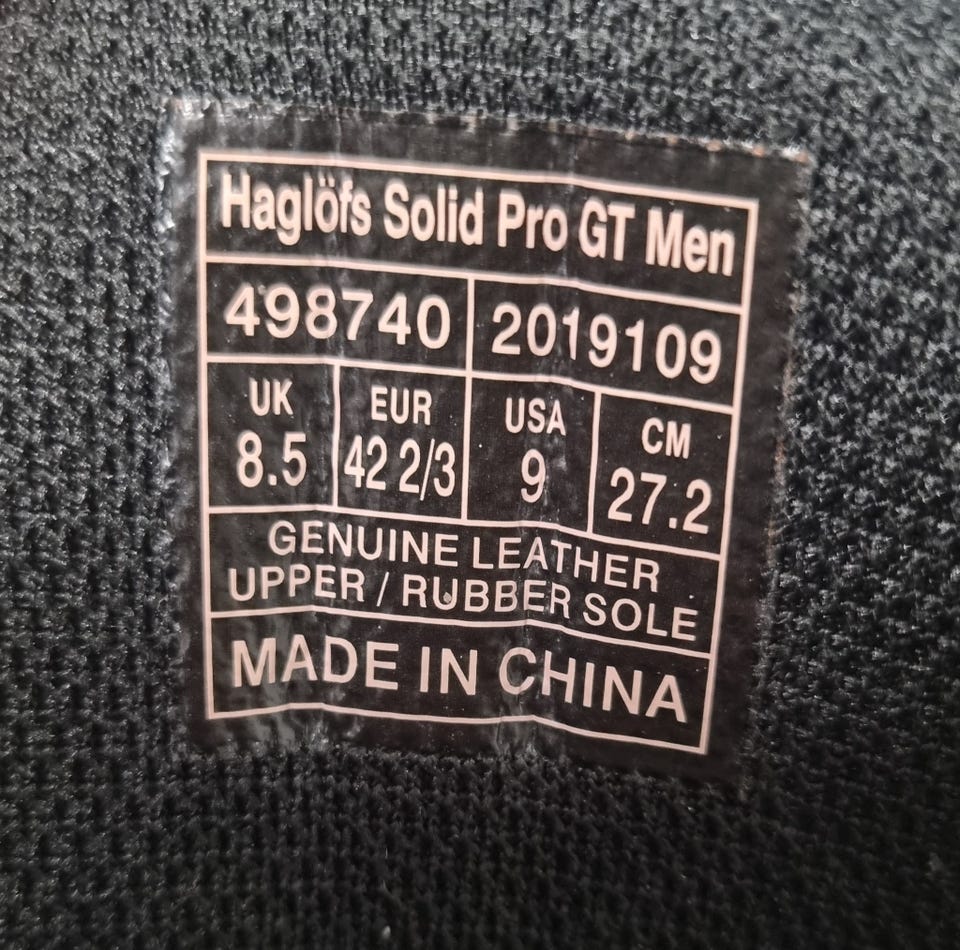 Haglöfs Solid Pro GT Men
498740 2019109
UK EUR USA CM
8.5 42 2/3 9 27.2
GENUINE LEATHER
UPPER / RUBBER SOLE
MADE IN CHINA